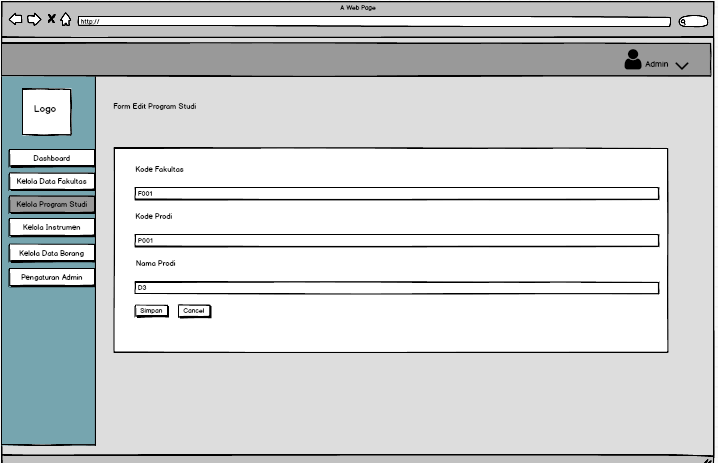 A Web Page
http://
Admin
Logo
Form Edit Program Studi
Dashboard
Kelola Data Fakultas
Kelola Program Studi
Kelola Instrumen
Kelola Data Borang
Pengaturan Admin
Kode Fakultas
F001
Kode Prodi
P001
Nama Prodi
D3
Simpan
Cancel